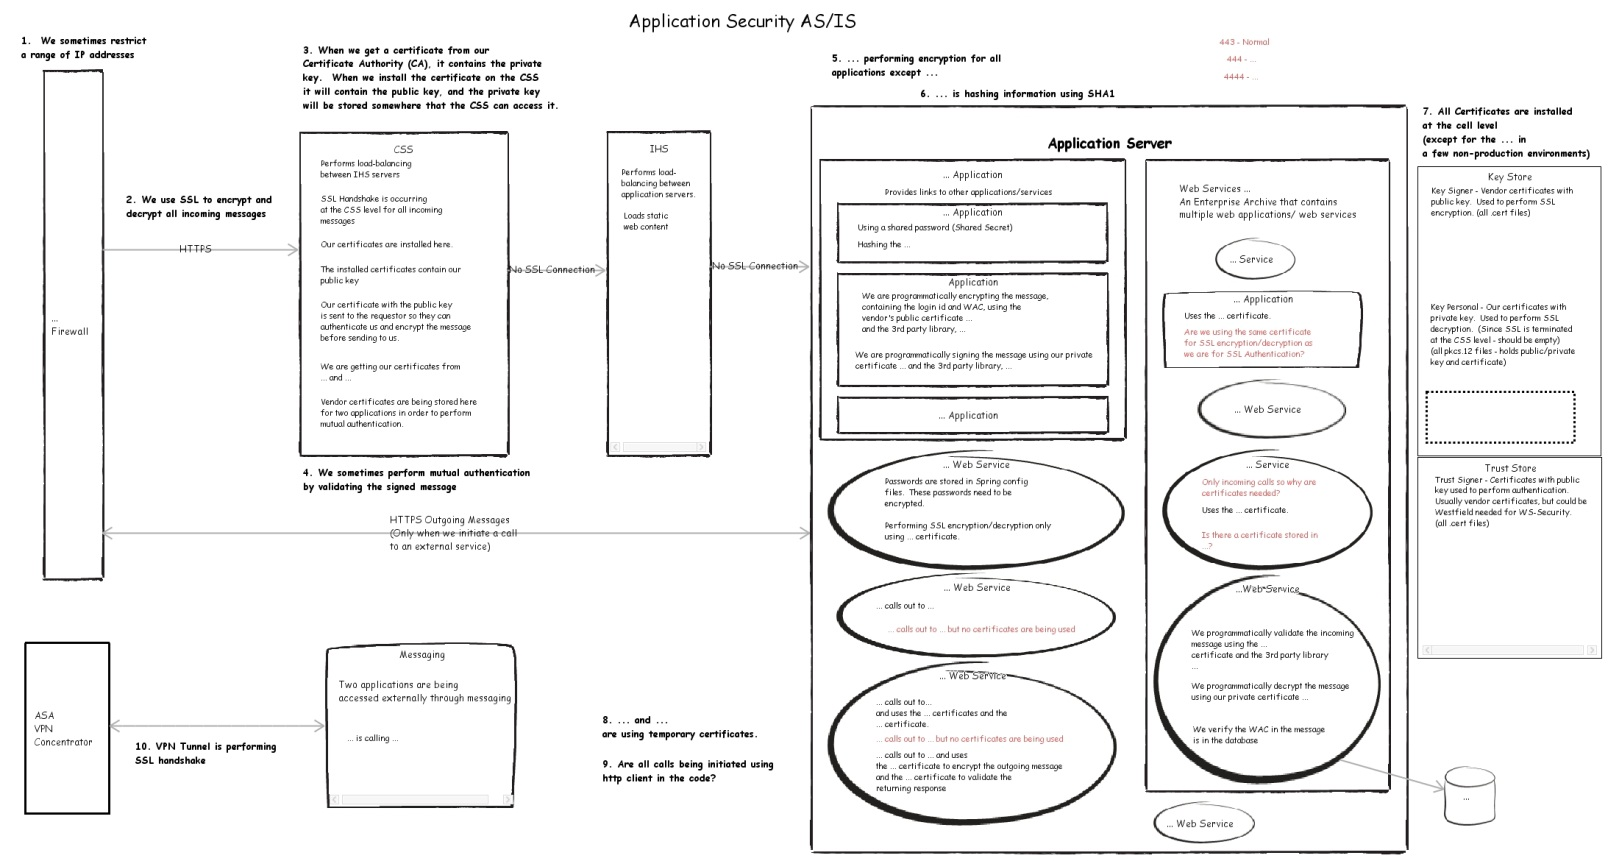 Application Security AS/IS
1. We sometimes restrict
a range of IP addresses
...
Firewall
2. We use SSL to encrypt and
decrypt all incoming messages
HTTPS
3. When we get a certificate from our
Certificate Authority (CA), it contains the private
key. When we install the certificate on the CSS
it will contain the public key, and the private key
will be stored somewhere that the CSS can access it.
CSS
Performs load-balancing
between IHS servers
SSL Handshake is occurring
at the CSS level for all incoming
messages
Our certificates are installed here.
The installed certificates contain our
public key
Our certificate with the public key
is sent to the requestor so they can
authenticate us and encrypt the message
before sending to us.
We are getting our certificates from
... and ...
Vendor certificates are being stored here
for two applications in order to perform
mutual authentication.
4. We sometimes perform mutual authentication
by validating the signed message
No SSL Connection
IHS
Performs load-
balancing between
application servers.
Loads static
web content
No SSL Connection
HTTPS Outgoing Messages
(Only when we initiate a call
to an external service)
5. ... performing encryption for all
applications except ...
6. ... is hashing information using SHA1
443 - Normal
444 - ...
4444 - ...
Application Server
... Application
Provides links to other applications/services
... Application
Using a shared password (Shared Secret)
Hashing the ...
Application
We are programmatically encrypting the message,
containing the login id and WAC, using the
vendor's public certificate ...
and the 3rd party library, ...
We are programmatically signing the message using our private
certificate ... and the 3rd party library, ...
... Application
... Web Service
Passwords are stored in Spring config
files. These passwords need to be
encrypted.
Performing SSL encryption/decryption only
using ... certificate.
... Web Service
... calls out to ...
... calls out to ... but no certificates are being used
... Web Service
... calls out to...
and uses the ... certificates and the
... certificate.
... calls out to ... but no certificates are being used
... calls out to ... and uses
the ... certificate to encrypt the outgoing message
and the ... certificate to validate the
returning response
Web Services ...
An Enterprise Archive that contains
multiple web applications/ web services
... Service
... Application
Uses the ... certificate.
Are we using the same certificate
for SSL encryption/decryption as
we are for SSL Authentication?
... Web Service
... Service
Only incoming calls so why are
certificates needed?
Uses the ... certificate.
Is there a certificate stored in
...?
...Web Service
We programmatically validate the incoming
message using the ...
certificate and the 3rd party library
...
We programmatically decrypt the message
using our private certificate ...
We verify the WAC in the message
is in the database
... Web Service
...
7. All Certificates are installed
at the cell level
(except for the ... in
a few non-production environments)
Key Store
Key Signer - Vendor certificates with
public key. Used to perform SSL
encryption. (all .cert files)
Key Personal - Our certificates with
private key. Used to perform SSL
decryption. (Since SSL is terminated
at the CSS level - should be empty)
(all pkcs.12 files - holds public/private
key and certificate)
Trust Store
Trust Signer - Certificates with public
key used to perform authentication.
Usually vendor certificates, but could be
Westfield needed for WS-Security.
(all .cert files)
ASA
VPN
Concentrator
10. VPN Tunnel is performing
SSL handshake
Messaging
Two applications are being
accessed externally through messaging
... is calling ...
8. ... and ...
are using temporary certificates.
9. Are all calls being initiated using
http client in the code?